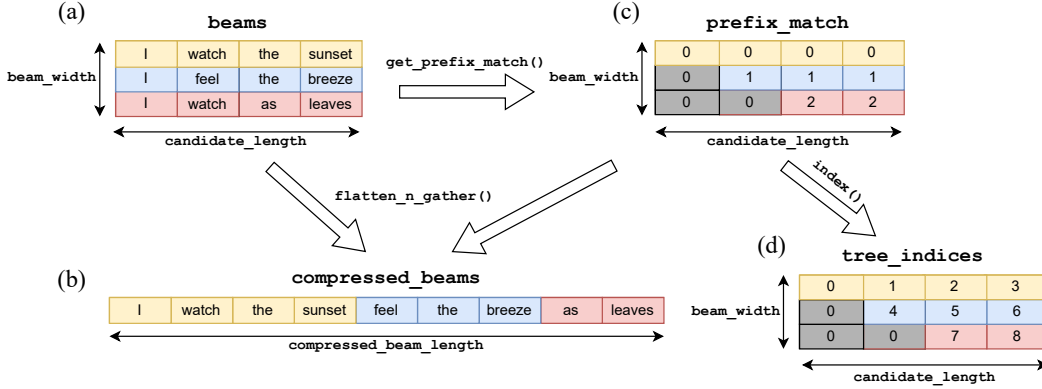 (a)
beams
beam_width
I watch the sunset
I feel the breeze
I watch as leaves
candidate_length
get_prefix_match()
(c)
prefix_match
beam_width
0 0 0 0
0 1 1 1
0 0 2 2
candidate_length
flatten_n_gather()
index()
(b)
compressed_beams
I watch the sunset feel the breeze as leaves
compressed_beam_length
(d)
tree_indices
beam_width
0 1 2 3
0 4 5 6
0 0 7 8
candidate_length